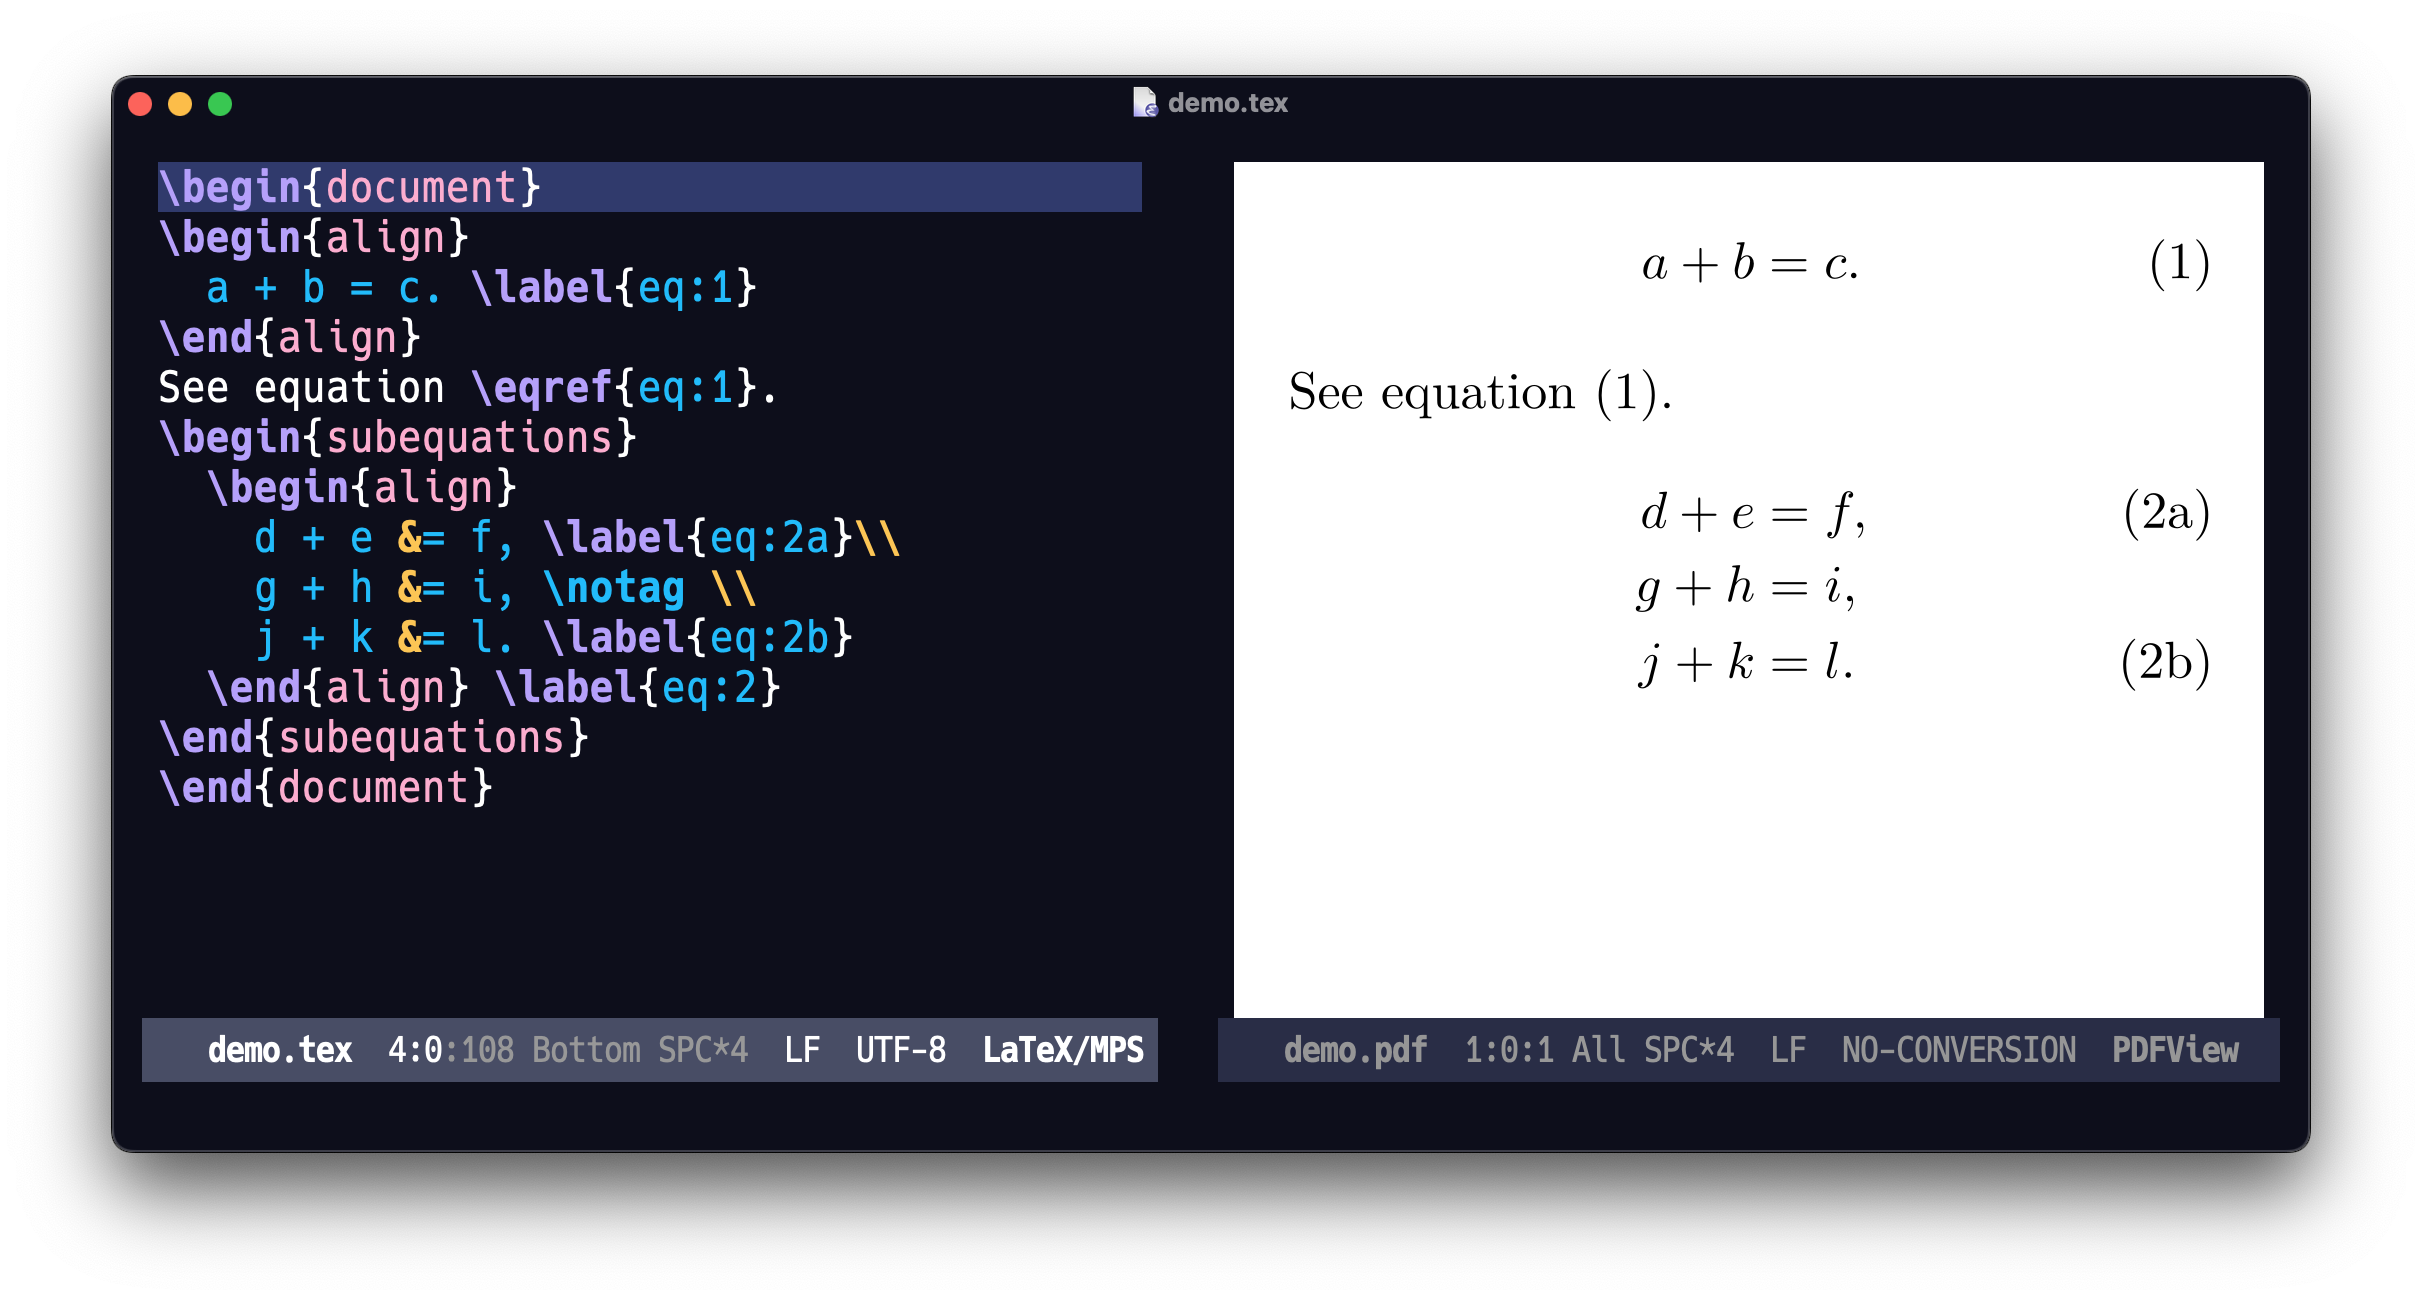 demo.tex
\begin{document}
\begin{align}
  a + b = c. \label{eq:1}
\end{align}
See equation \eqref{eq:1}.
\begin{subequations}
  \begin{align}
    d + e &= f, \label{eq:2a}\\
    g + h &= i, \notag \\
    j + k &= l. \label{eq:2b}
  \end{align} \label{eq:2}
\end{subequations}
\end{document}
demo.tex 4:0:108 Bottom SPC*4 LF UTF-8 LaTeX/MPS
a + b = c. (1)
See equation (1).
d + e = f, (2a)
g + h = i,
j + k = l. (2b)
demo.pdf 1:0:1 All SPC*4 LF NO-CONVERSION PDFView